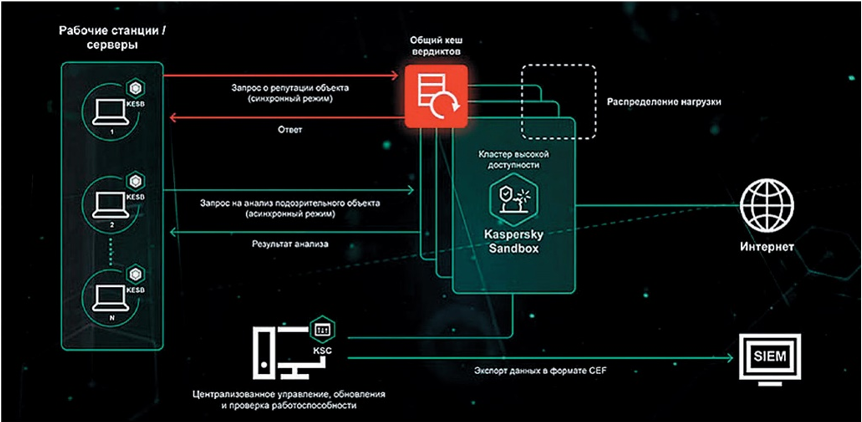 Рабочие станции /
серверы
KESB
1
KESB
2
KESB
N
Запрос о репутации объекта
(синхронный режим)
Ответ
Запрос на анализ подозрительного объекта
(асинхронный режим)
Результат анализа
Общий кеш
вердиктов
Распределение нагрузки
Кластер высокой
доступности
Kaspersky
Sandbox
Интернет
KSC
Централизованное управление, обновления
и проверка работоспособности
Экспорт данных в формате CEF
SIEM